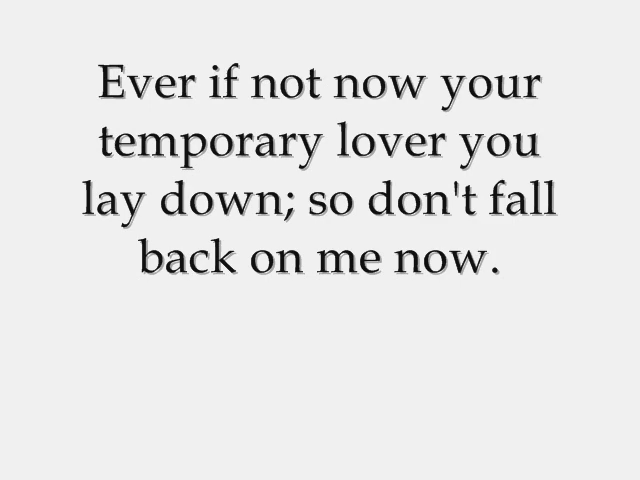 Ever if not now your
temporary lover you
lay down; so don't fall
back on me now.